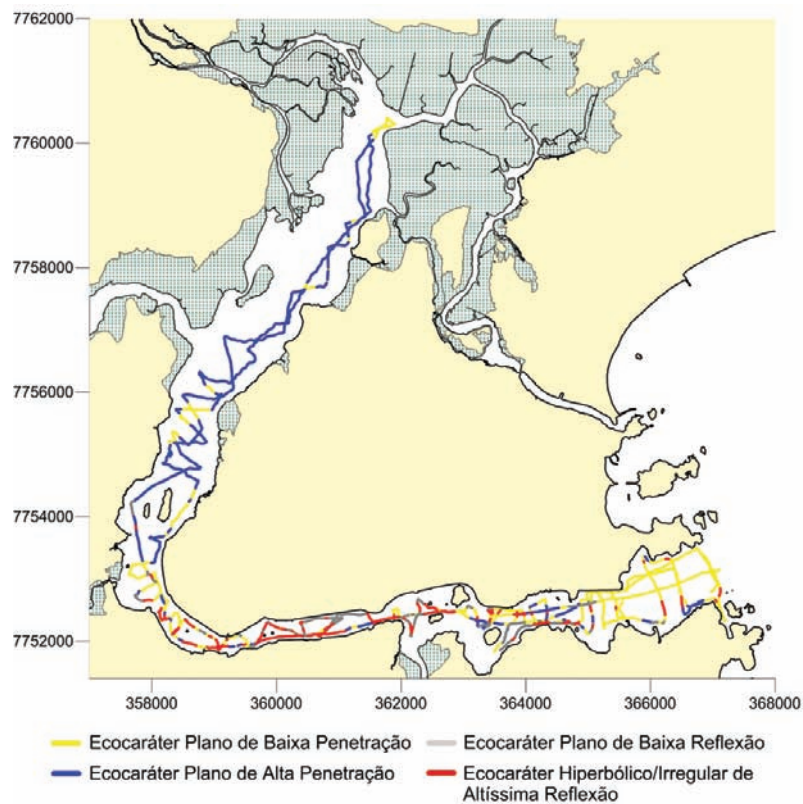 7762000
7760000
7758000
7756000
7754000
7752000
358000 360000 362000 364000 366000 368000
Ecocaráter Plano de Baixa Penetração
Ecocaráter Plano de Baixa Reflexão
Ecocaráter Plano de Alta Penetração
Ecocaráter Hiperbólico/Irregular de
Altíssima Reflexão